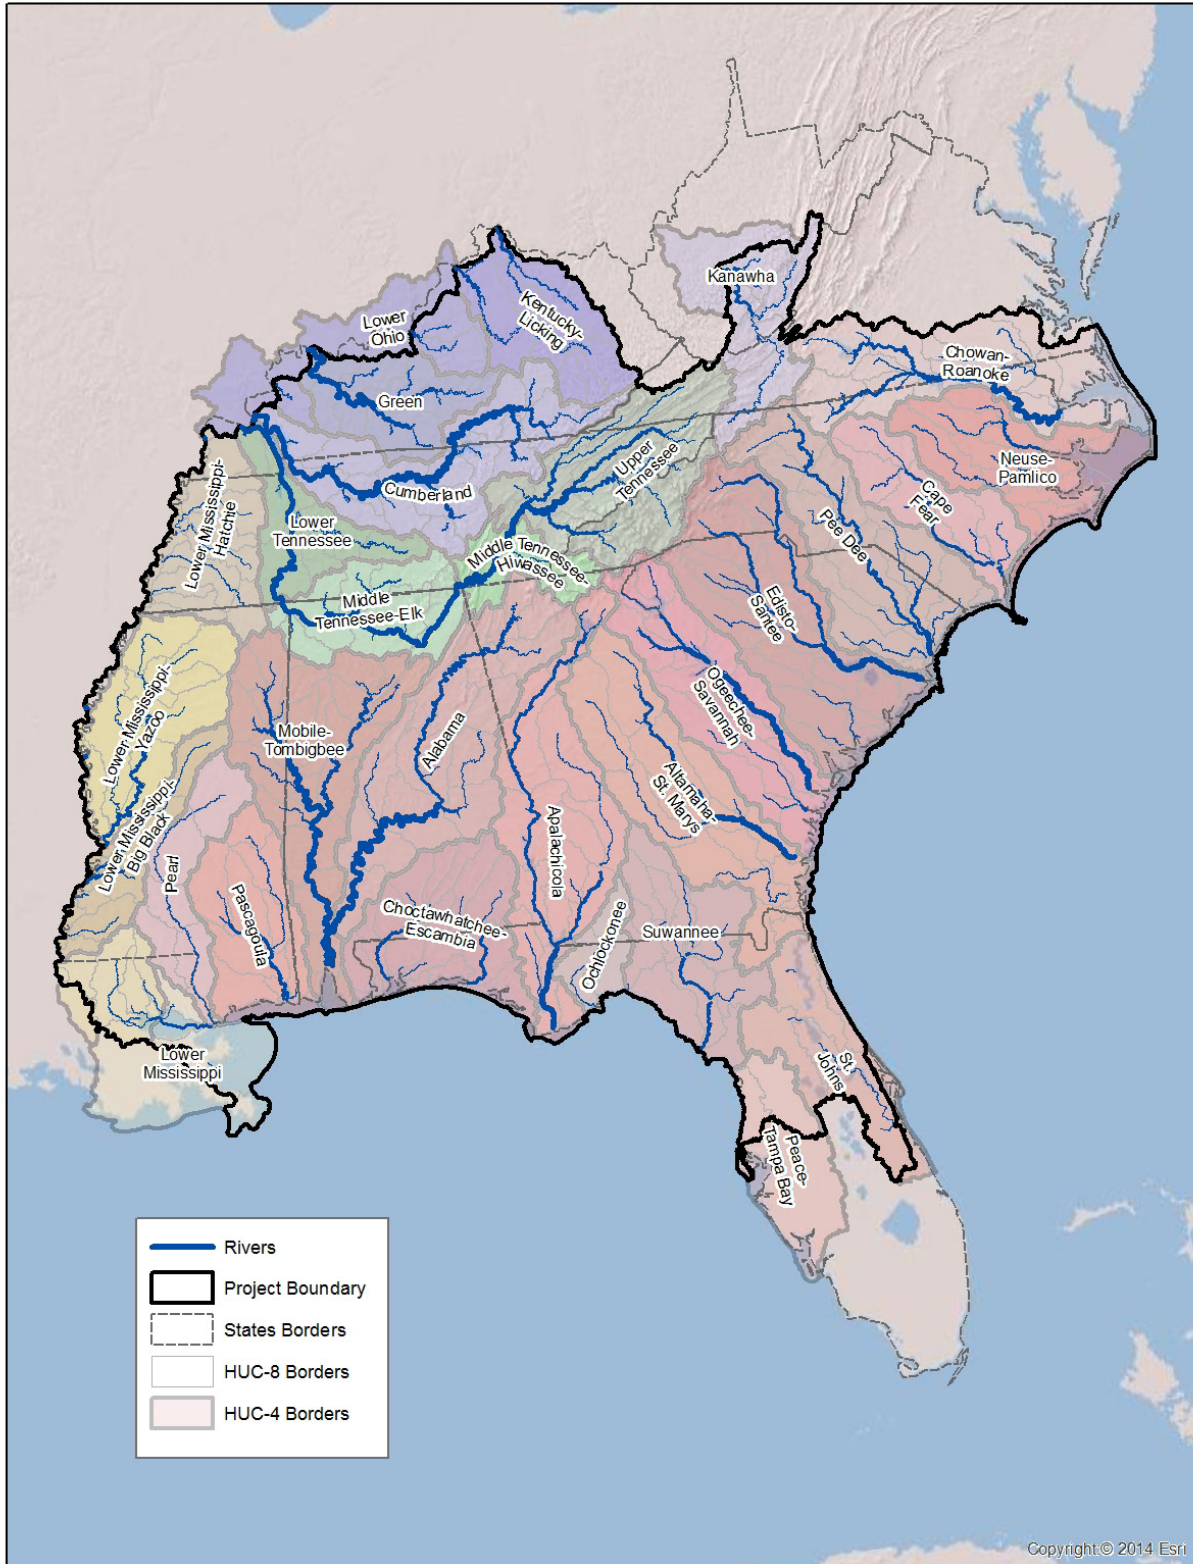 Kanawha
Kentucky-
Licking
Lower
Ohio
Chowan-
Roanoke
Green
Neuse-
Pamlico
Upper
Tennessee
Cumberland
Cape
Fear
Lower Mississippi-
Hatchie
Lower
Tennessee
Pee Dee
Middle Tennessee-
Hiwassee
Middle
Tennessee-Elk
Edisto-
Santee
Ogeechee-
Savannah
Lower Mississippi-
Yazoo
Mobile-
Tombigbee
Alabama
Altamaha-
St. Marys
Lower Mississippi-
Big Black
Pearl
Apalachicola
Pascagoula
Choctawhatchee-
Escambia
Ochlockonee
Suwannee
Lower
Mississippi
St.
Johns
Peace-
Tampa Bay
Rivers
Project Boundary
States Borders
HUC-8 Borders
HUC-4 Borders
Copyright:© 2014 Esri